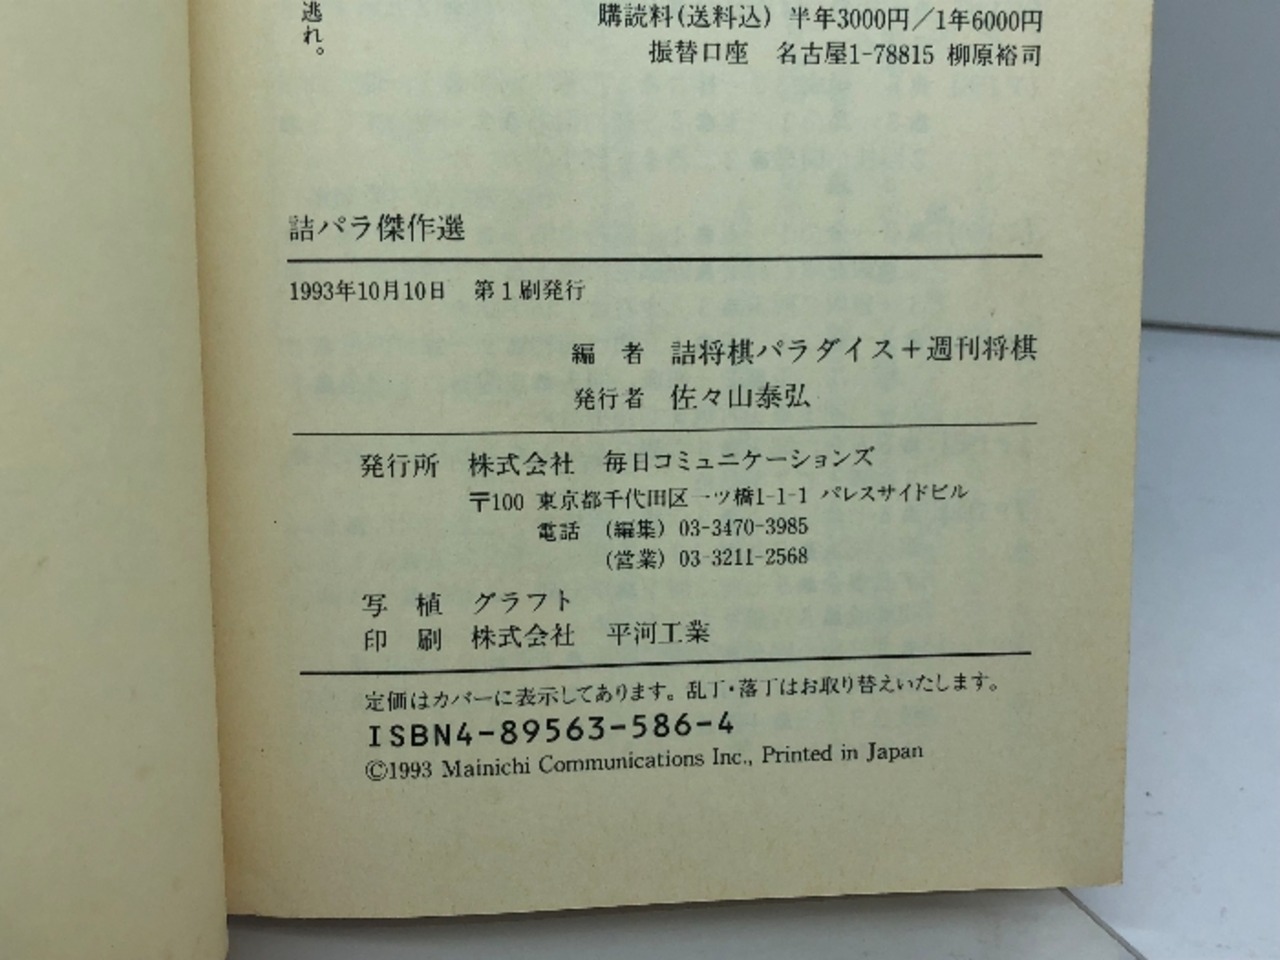 逃れ。
購読料(送料込) 半年3000円／1年6000円
振替口座 名古屋1-78815 柳原裕司
詰パラ傑作選
1993年10月10日 第1刷発行
編者 詰将棋パラダイス＋週刊将棋
発行者 佐々山泰弘
発行所 株式会社 毎日コミュニケーションズ
〒100 東京都千代田区一ツ橋1-1-1 パレスサイドビル
電話 (編集) 03-3470-3985
(営業) 03-3211-2568
写植 グラフト
印刷 株式会社 平河工業
定価はカバーに表示してあります。乱丁・落丁はお取り替えいたします。
ISBN4-89563-586-4
©1993 Mainichi Communications Inc., Printed in Japan